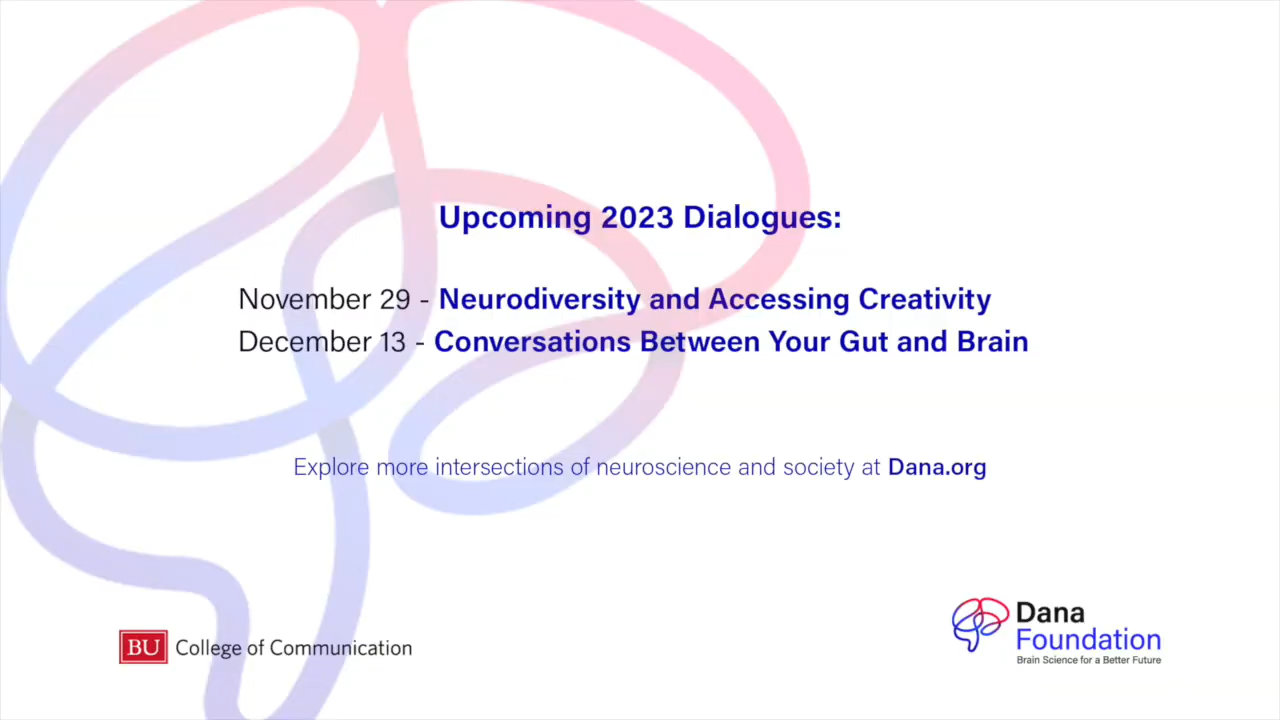 Upcoming 2023 Dialogues:
November 29 - Neurodiversity and Accessing Creativity
December 13 - Conversations Between Your Gut and Brain
Explore more intersections of neuroscience and society at Dana.org
BU College of Communication
Dana
Foundation
Brain Science for a Better Future